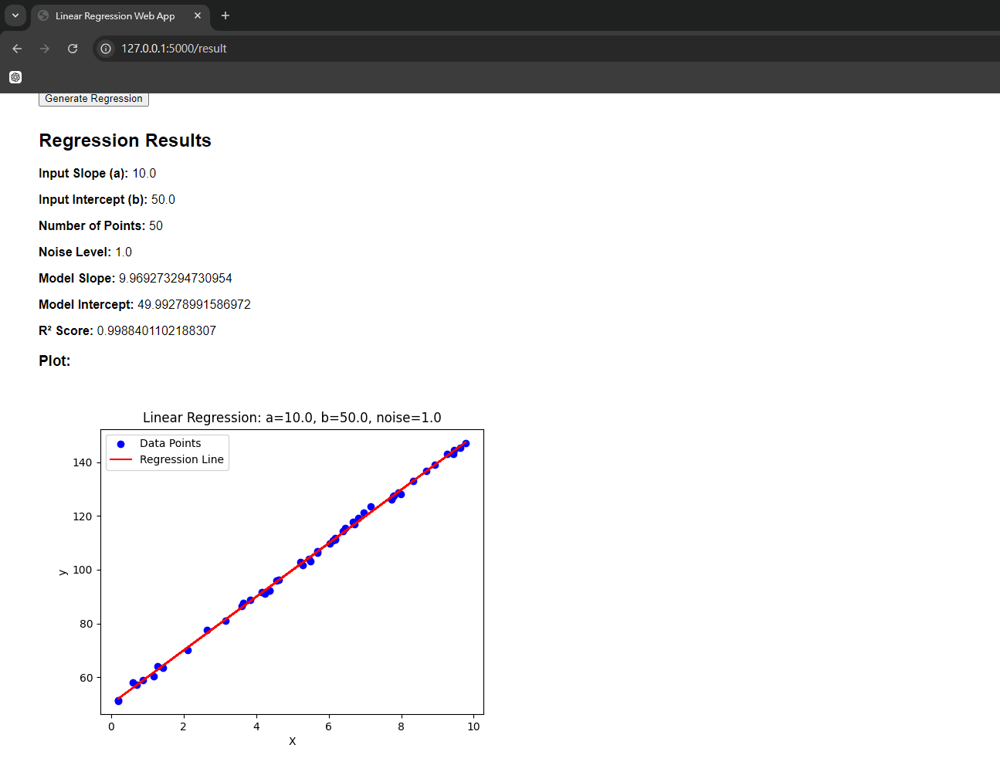 Linear Regression Web App
127.0.0.1:5000/result
Generate Regression
Regression Results
Input Slope (a): 10.0
Input Intercept (b): 50.0
Number of Points: 50
Noise Level: 1.0
Model Slope: 9.969273294730954
Model Intercept: 49.99278991586972
R² Score: 0.9988401102188307
Plot:
Linear Regression: a=10.0, b=50.0, noise=1.0
Data Points
Regression Line
140
120
100
80
60
y
0 2 4 6 8 10
X